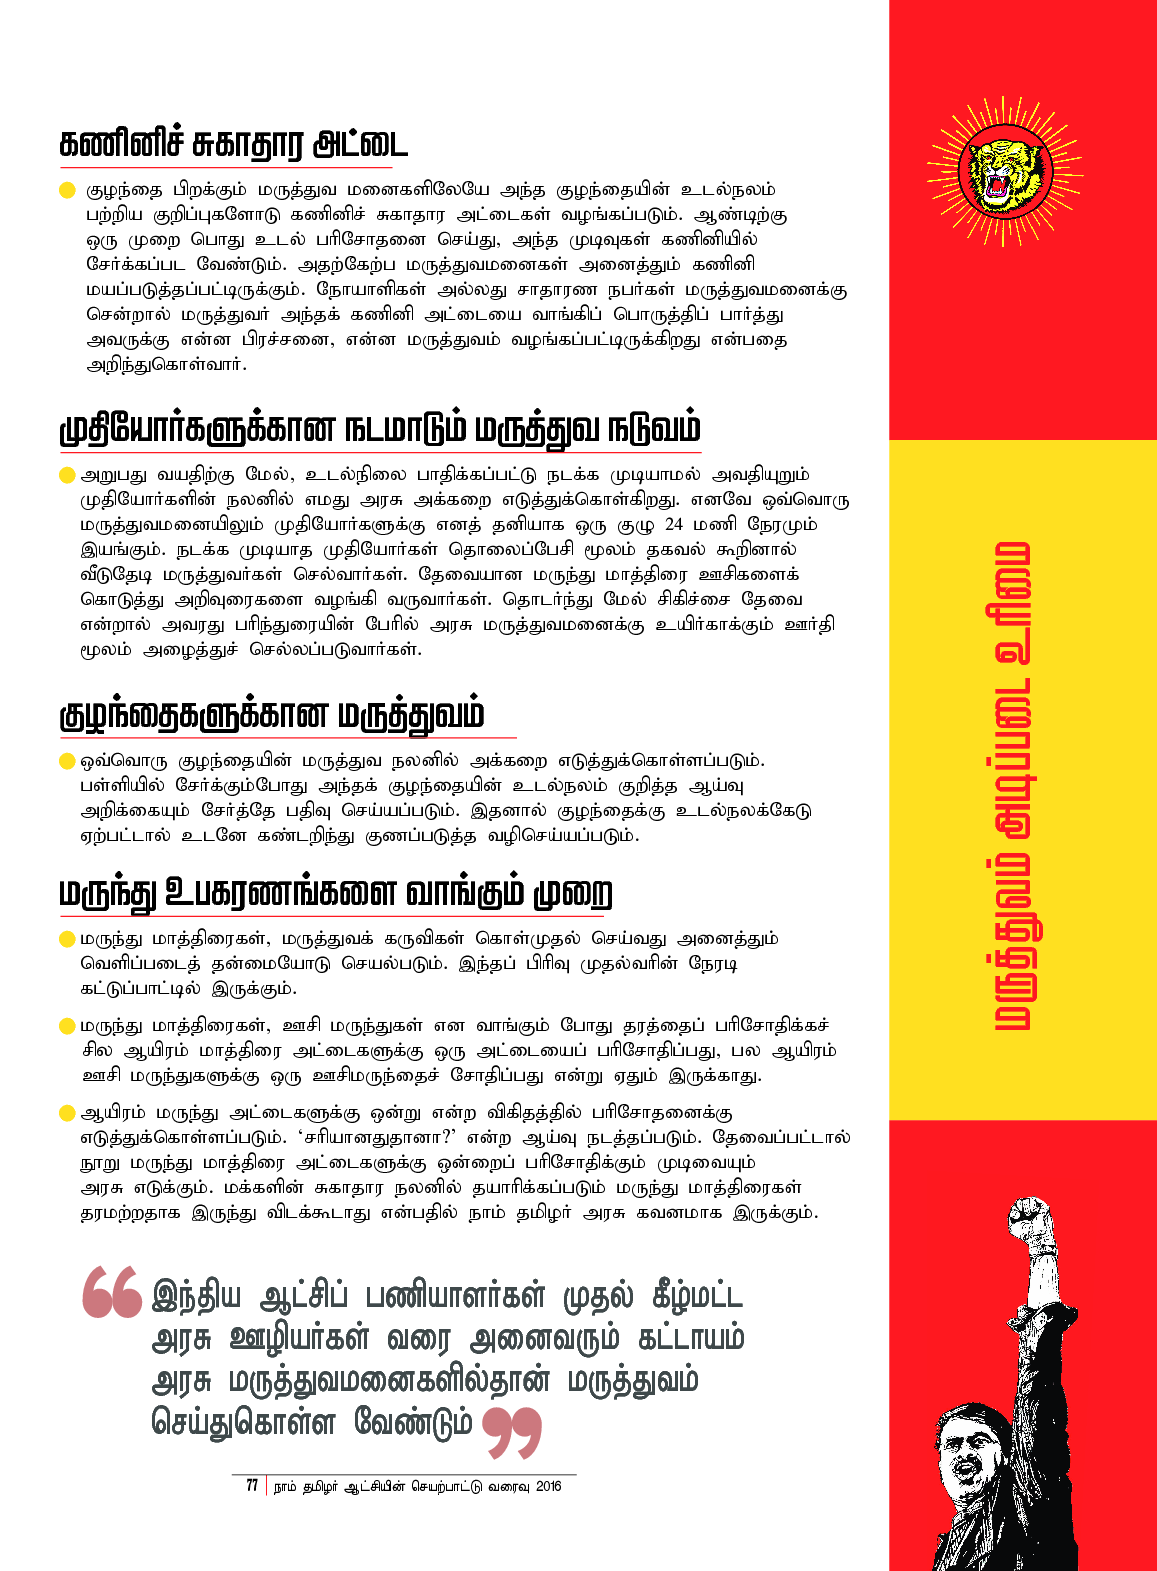 கணினிச் சுகாதார அட்டை
குழந்தை பிறக்கும் மருத்துவ மனைகளிலேயே அந்த குழந்தையின் உடல்நலம்
பற்றிய குறிப்புகளோடு கணினிச் சுகாதார அட்டைகள் வழங்கப்படும். ஆண்டிற்கு
ஒரு முறை பொது உடல் பரிசோதனை செய்து, அந்த முடிவுகள் கணினியில்
சேர்க்கப்பட வேண்டும். அதற்கேற்ப மருத்துவமனைகள் அனைத்தும் கணினி
மயப்படுத்தப்பட்டிருக்கும். நோயாளிகள் அல்லது சாதாரண நபர்கள் மருத்துவமனைக்கு
சென்றால் மருத்துவர் அந்தக் கணினி அட்டையை வாங்கிப் பொருத்திப் பார்த்து
அவருக்கு என்ன பிரச்சனை, என்ன மருத்துவம் வழங்கப்பட்டிருக்கிறது என்பதை
அறிந்துகொள்வார்.
முதியோர்களுக்கான நடமாடும் மருத்துவ நடுவம்
அறுபது வயதிற்கு மேல், உடல்நிலை பாதிக்கப்பட்டு நடக்க முடியாமல் அவதியுறும்
முதியோர்களின் நலனில் எமது அரசு அக்கறை எடுத்துக்கொள்கிறது. எனவே ஒவ்வொரு
மருத்துவமனையிலும் முதியோர்களுக்கு எனத் தனியாக ஒரு குழு 24 மணி நேரமும்
இயங்கும். நடக்க முடியாத முதியோர்கள் தொலைப்பேசி மூலம் தகவல் கூறினால்
வீடுதேடி மருத்துவர்கள் செல்வார்கள். தேவையான மருந்து மாத்திரை ஊசிகளைக்
கொடுத்து அறிவுரைகளை வழங்கி வருவார்கள். தொடர்ந்து மேல் சிகிச்சை தேவை
என்றால் அவரது பரிந்துரையின் பேரில் அரசு மருத்துவமனைக்கு உயிர்காக்கும் ஊர்தி
மூலம் அழைத்துச் செல்லப்படுவார்கள்.
குழந்தைகளுக்கான மருத்துவம்
ஒவ்வொரு குழந்தையின் மருத்துவ நலனில் அக்கறை எடுத்துக்கொள்ளப்படும்.
பள்ளியில் சேர்க்கும்போது அந்தக் குழந்தையின் உடல்நலம் குறித்த ஆய்வு
அறிக்கையும் சேர்த்தே பதிவு செய்யப்படும். இதனால் குழந்தைக்கு உடல்நலக்கேடு
ஏற்பட்டால் உடனே கண்டறிந்து குணப்படுத்த வழிசெய்யப்படும்.
மருந்து உபகரணங்களை வாங்கும் முறை
மருந்து மாத்திரைகள், மருத்துவக் கருவிகள் கொள்முதல் செய்வது அனைத்தும்
வெளிப்படைத் தன்மையோடு செயல்படும். இந்தப் பிரிவு முதல்வரின் நேரடி
கட்டுப்பாட்டில் இருக்கும்.
மருந்து மாத்திரைகள், ஊசி மருந்துகள் என வாங்கும் போது தரத்தைப் பரிசோதிக்கச்
சில ஆயிரம் மாத்திரை அட்டைகளுக்கு ஒரு அட்டையைப் பரிசோதிப்பது, பல ஆயிரம்
ஊசி மருந்துகளுக்கு ஒரு ஊசிமருந்தைச் சோதிப்பது என்று ஏதும் இருக்காது.
ஆயிரம் மருந்து அட்டைகளுக்கு ஒன்று என்ற விகிதத்தில் பரிசோதனைக்கு
எடுத்துக்கொள்ளப்படும். ‘சரியானதுதானா?’ என்ற ஆய்வு நடத்தப்படும். தேவைப்பட்டால்
நூறு மருந்து மாத்திரை அட்டைகளுக்கு ஒன்றைப் பரிசோதிக்கும் முடிவையும்
அரசு எடுக்கும். மக்களின் சுகாதார நலனில் தயாரிக்கப்படும் மருந்து மாத்திரைகள்
தரமற்றதாக இருந்து விடக்கூடாது என்பதில் நாம் தமிழர் அரசு கவனமாக இருக்கும்.
“இந்திய ஆட்சிப் பணியாளர்கள் முதல் கீழ்மட்ட
அரசு ஊழியர்கள் வரை அனைவரும் கட்டாயம்
அரசு மருத்துவமனைகளில்தான் மருத்துவம்
செய்துகொள்ள வேண்டும்”
77 | நாம் தமிழர் ஆட்சியின் செயற்பாட்டு வரைவு 2016
மருத்துவம் அடிப்படை உரிமை